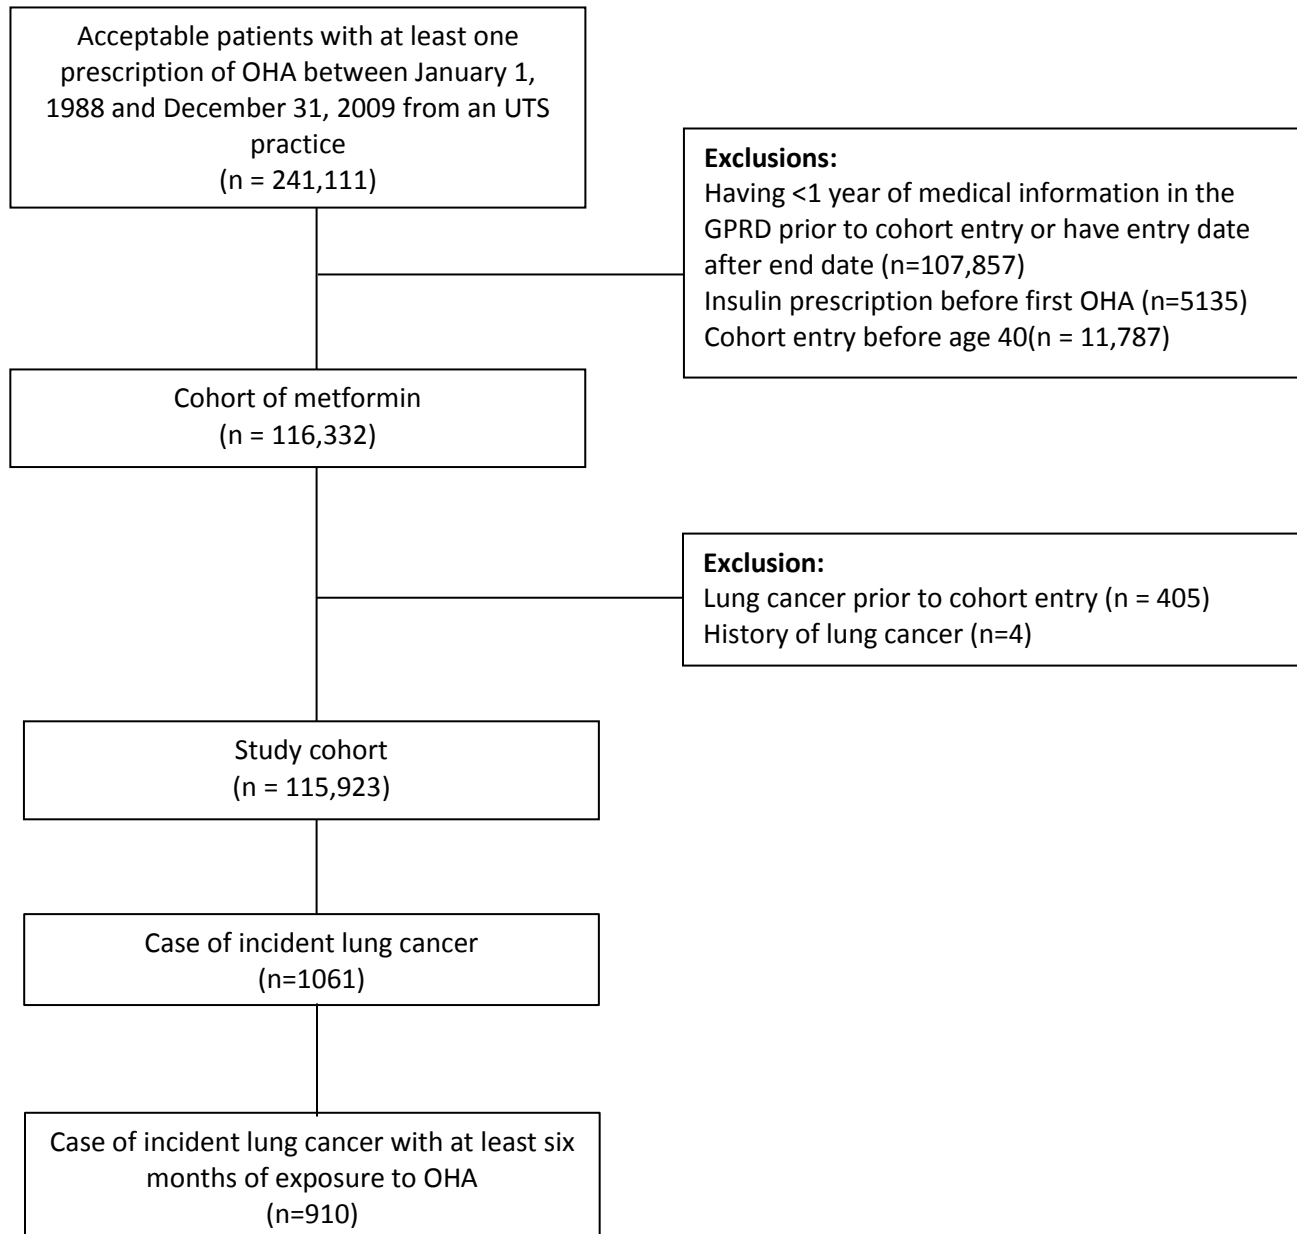 Acceptable patients with at least one
prescription of OHA between January 1,
1988 and December 31, 2009 from an UTS
practice
(n = 241,111)
Exclusions:
Having <1 year of medical information in the
GPRD prior to cohort entry or have entry date
after end date (n=107,857)
Insulin prescription before first OHA (n=5135)
Cohort entry before age 40(n = 11,787)
Cohort of metformin
(n = 116,332)
Exclusion:
Lung cancer prior to cohort entry (n = 405)
History of lung cancer (n=4)
Study cohort
(n = 115,923)
Case of incident lung cancer
(n=1061)
Case of incident lung cancer with at least six
months of exposure to OHA
(n=910)